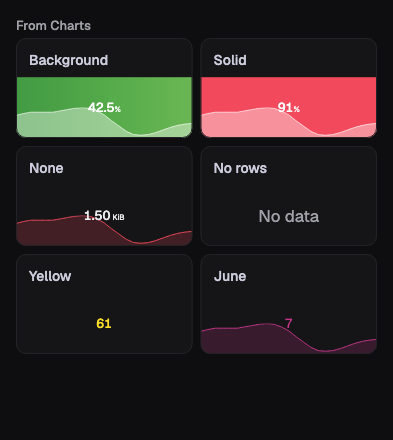 From Charts
Background
42.5%
Solid
91%
None
1.50 KiB
No rows
No data
Yellow
61
June
7